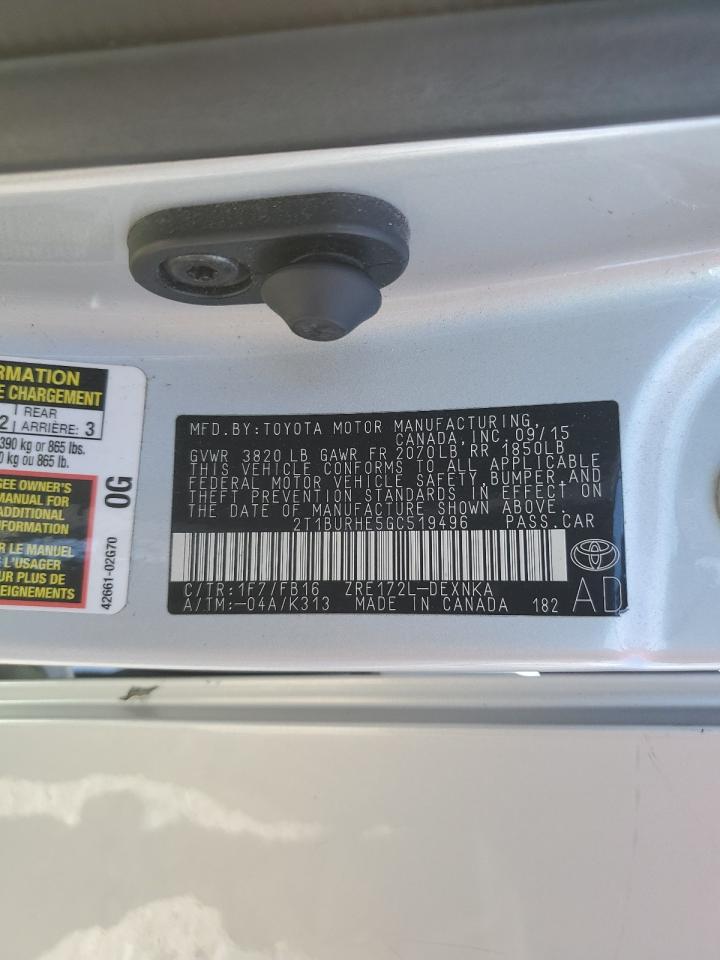 RMATION
E CHARGEMENT
2 REAR
ARRIÈRE: 3
390 kg or 865 lbs.
0 kg ou 865 lb.
SEE OWNER'S
MANUAL FOR
ADDITIONAL
INFORMATION
R LE MANUEL
L'USAGER
UR PLUS DE
EIGNEMENTS
0G
42661-02G70
MFD.BY:TOYOTA MOTOR MANUFACTURING,
CANADA, INC. 09/15
GVWR 3820 LB GAWR FR 2070LB RR 1850LB
THIS VEHICLE CONFORMS TO ALL APPLICABLE
FEDERAL MOTOR VEHICLE SAFETY, BUMPER, AND
THEFT PREVENTION STANDARDS IN EFFECT ON
THE DATE OF MANUFACTURE SHOWN ABOVE.
2T1BURHE5GC519496 PASS.CAR
C/TR:1F7/FB16 ZRE172L-DEXNKA
A/TM:-04A/K313 MADE IN CANADA 182
AD